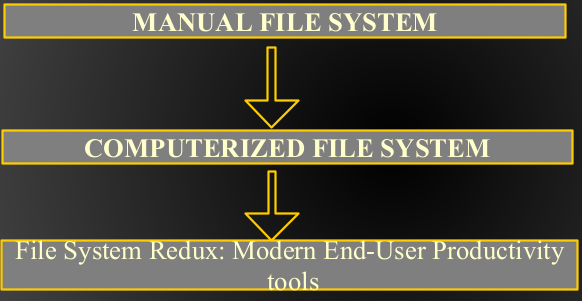 MANUAL FILE SYSTEM
COMPUTERIZED FILE SYSTEM
File System Redux: Modern End-User Productivity
tools